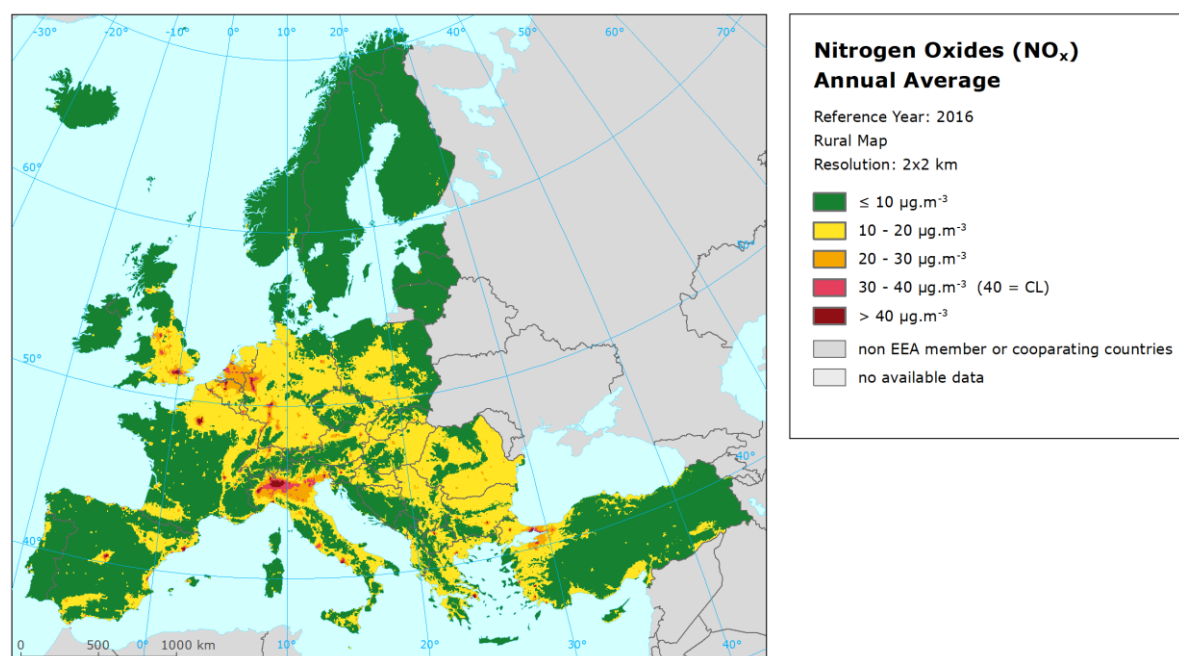 -30° -20° -10° 0° 10° 20° 30° 40° 50° 60° 70°
60°
50°
50°
40°
40°
0 500 0° 1000 km 10° 20° 30° 40°
Nitrogen Oxides (NOₓ)
Annual Average
Reference Year: 2016
Rural Map
Resolution: 2x2 km
≤ 10 µg.m⁻³
10 - 20 µg.m⁻³
20 - 30 µg.m⁻³
30 - 40 µg.m⁻³ (40 = CL)
> 40 µg.m⁻³
non EEA member or cooparating countries
no available data